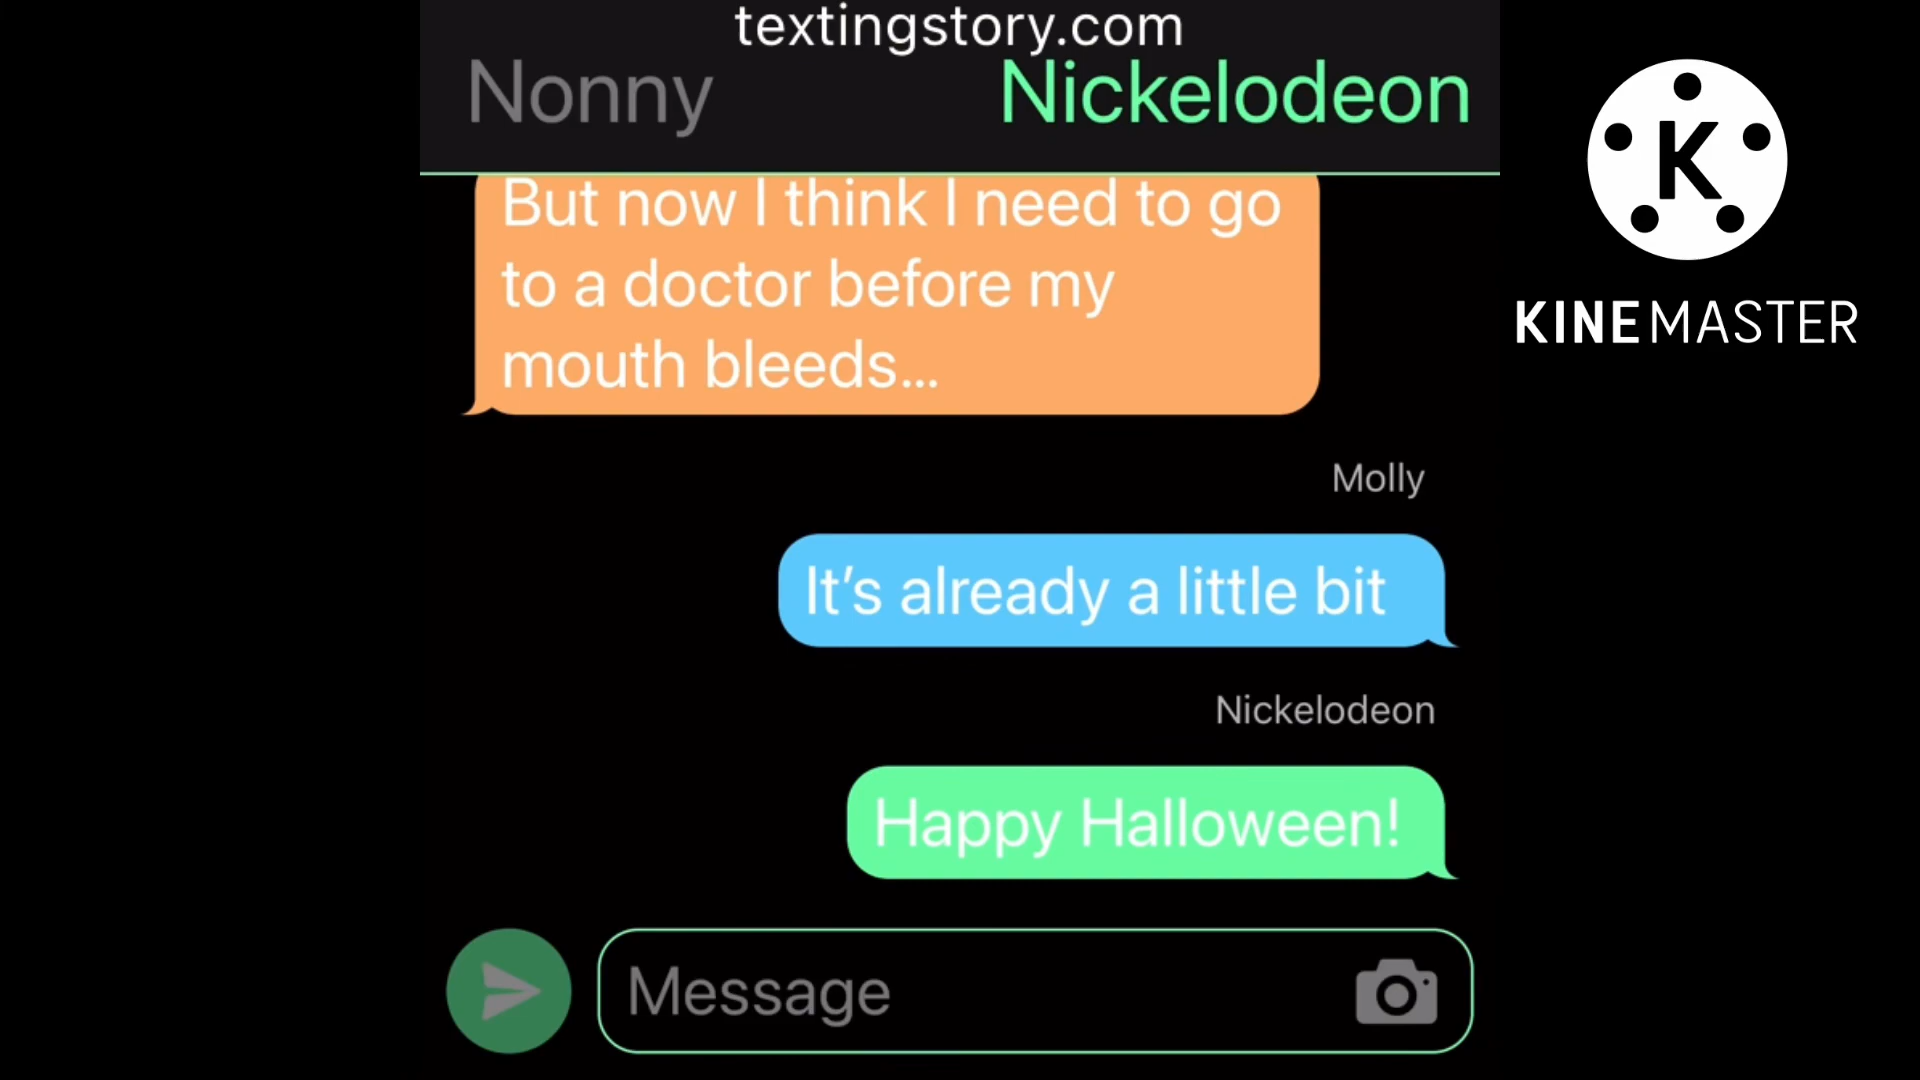 textingstory.com
Nonny
Nickelodeon
K
KINEMASTER
But now I think I need to go
to a doctor before my
mouth bleeds...
Molly
It’s already a little bit
Nickelodeon
Happy Halloween!
Message